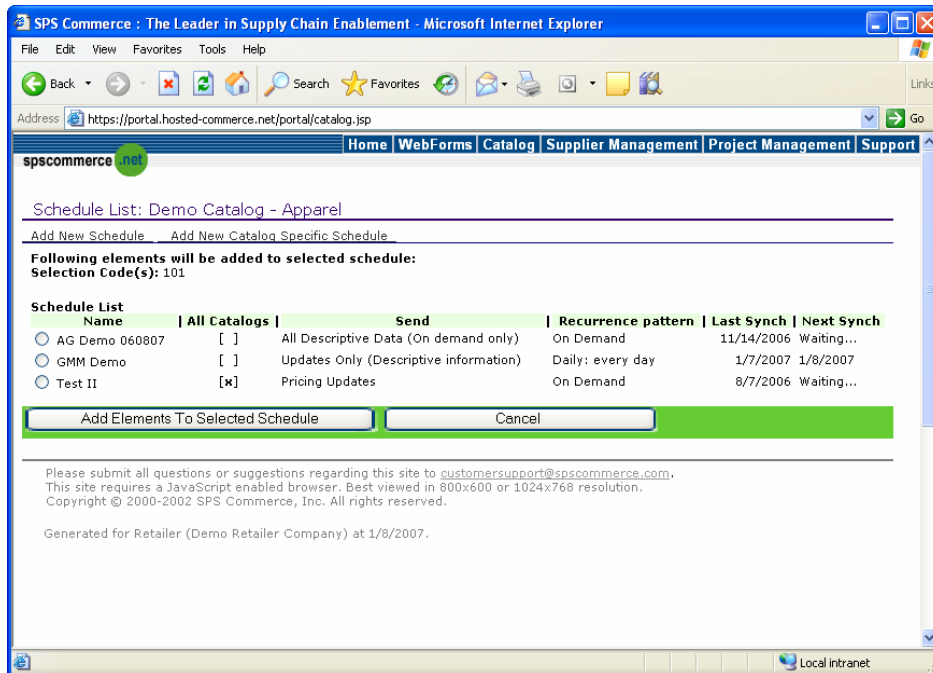 SPS Commerce : The Leader in Supply Chain Enablement - Microsoft Internet Explorer
File Edit View Favorites Tools Help
Back Search Favorites Links
Address https://portal.hosted-commerce.net/portal/catalog.jsp Go
Home | WebForms | Catalog | Supplier Management | Project Management | Support
spscommerce .net
Schedule List: Demo Catalog - Apparel
Add New Schedule Add New Catalog Specific Schedule
Following elements will be added to selected schedule:
Selection Code(s): 101
Schedule List
Name | All Catalogs | Send | Recurrence pattern | Last Synch | Next Synch
AG Demo 060807 [ ] All Descriptive Data (On demand only) On Demand 11/14/2006 Waiting...
GMM Demo [ ] Updates Only (Descriptive information) Daily: every day 1/7/2007 1/8/2007
Test II [x] Pricing Updates On Demand 8/7/2006 Waiting...
Add Elements To Selected Schedule Cancel
Please submit all questions or suggestions regarding this site to customersupport@spscommerce.com.
This site requires a JavaScript enabled browser. Best viewed in 800x600 or 1024x768 resolution.
Copyright © 2000-2002 SPS Commerce, Inc. All rights reserved.
Generated for Retailer (Demo Retailer Company) at 1/8/2007.
Local intranet